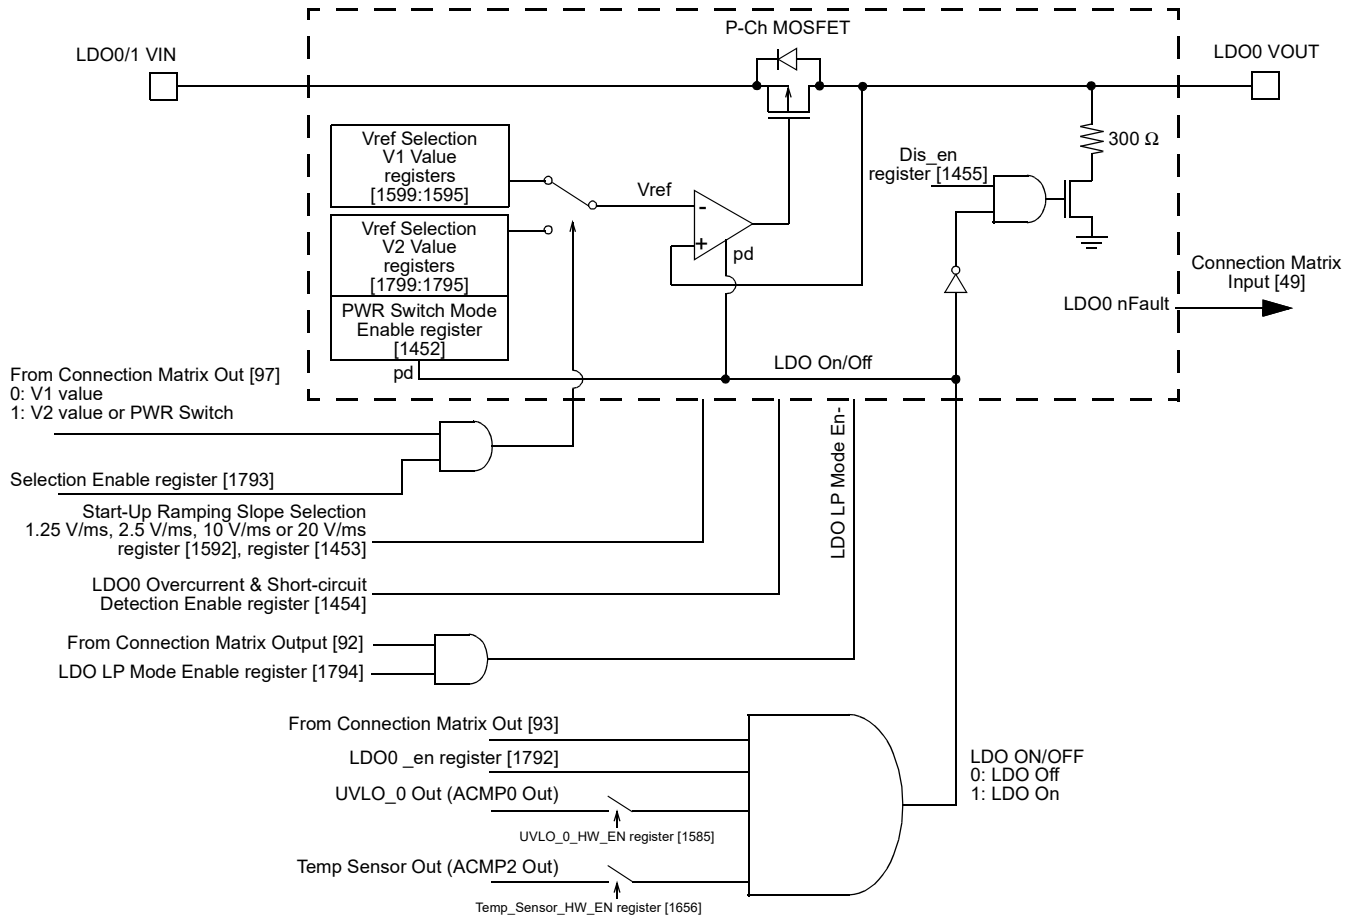 P-Ch MOSFET
LDO0/1 VIN
LDO0 VOUT
Vref Selection
V1 Value
registers
[1599:1595]
Vref
-
+
pd
Vref Selection
V2 Value
registers
[1799:1795]
PWR Switch Mode
Enable register
[1452]
pd
300 Ω
Dis_en
register [1455]
Connection Matrix
Input [49]
LDO0 nFault
LDO On/Off
From Connection Matrix Out [97]
0: V1 value
1: V2 value or PWR Switch
Selection Enable register [1793]
Start-Up Ramping Slope Selection
1.25 V/ms, 2.5 V/ms, 10 V/ms or 20 V/ms
register [1592], register [1453]
LDO LP Mode En-
LDO0 Overcurrent & Short-circuit
Detection Enable register [1454]
From Connection Matrix Output [92]
LDO LP Mode Enable register [1794]
From Connection Matrix Out [93]
LDO0 _en register [1792]
UVLO_0 Out (ACMP0 Out)
UVLO_0_HW_EN register [1585]
Temp Sensor Out (ACMP2 Out)
Temp_Sensor_HW_EN register [1656]
LDO ON/OFF
0: LDO Off
1: LDO On